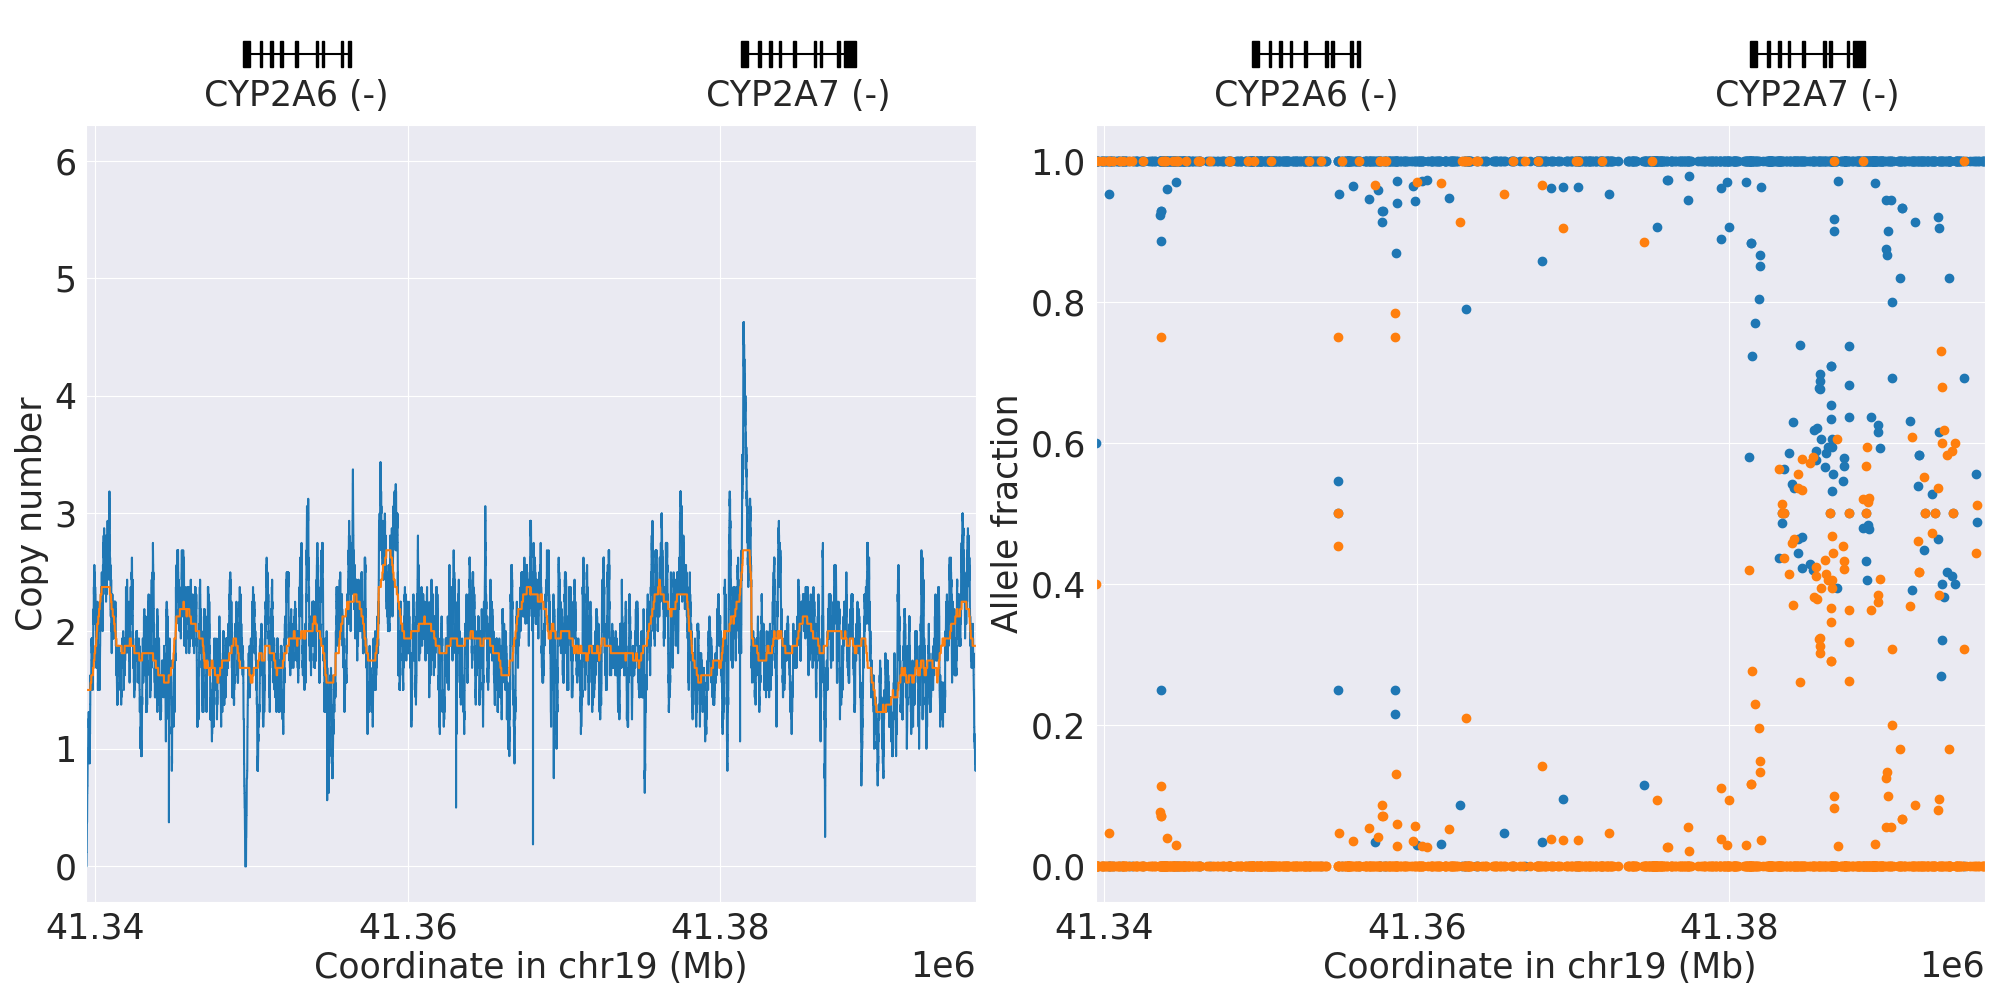 CYP2A6 (-)
CYP2A7 (-)
6
5
4
3
2
1
0
Copy number
41.34
41.36
41.38
Coordinate in chr19 (Mb)
1e6
CYP2A6 (-)
CYP2A7 (-)
1.0
0.8
0.6
0.4
0.2
0.0
Allele fraction
41.34
41.36
41.38
Coordinate in chr19 (Mb)
1e6